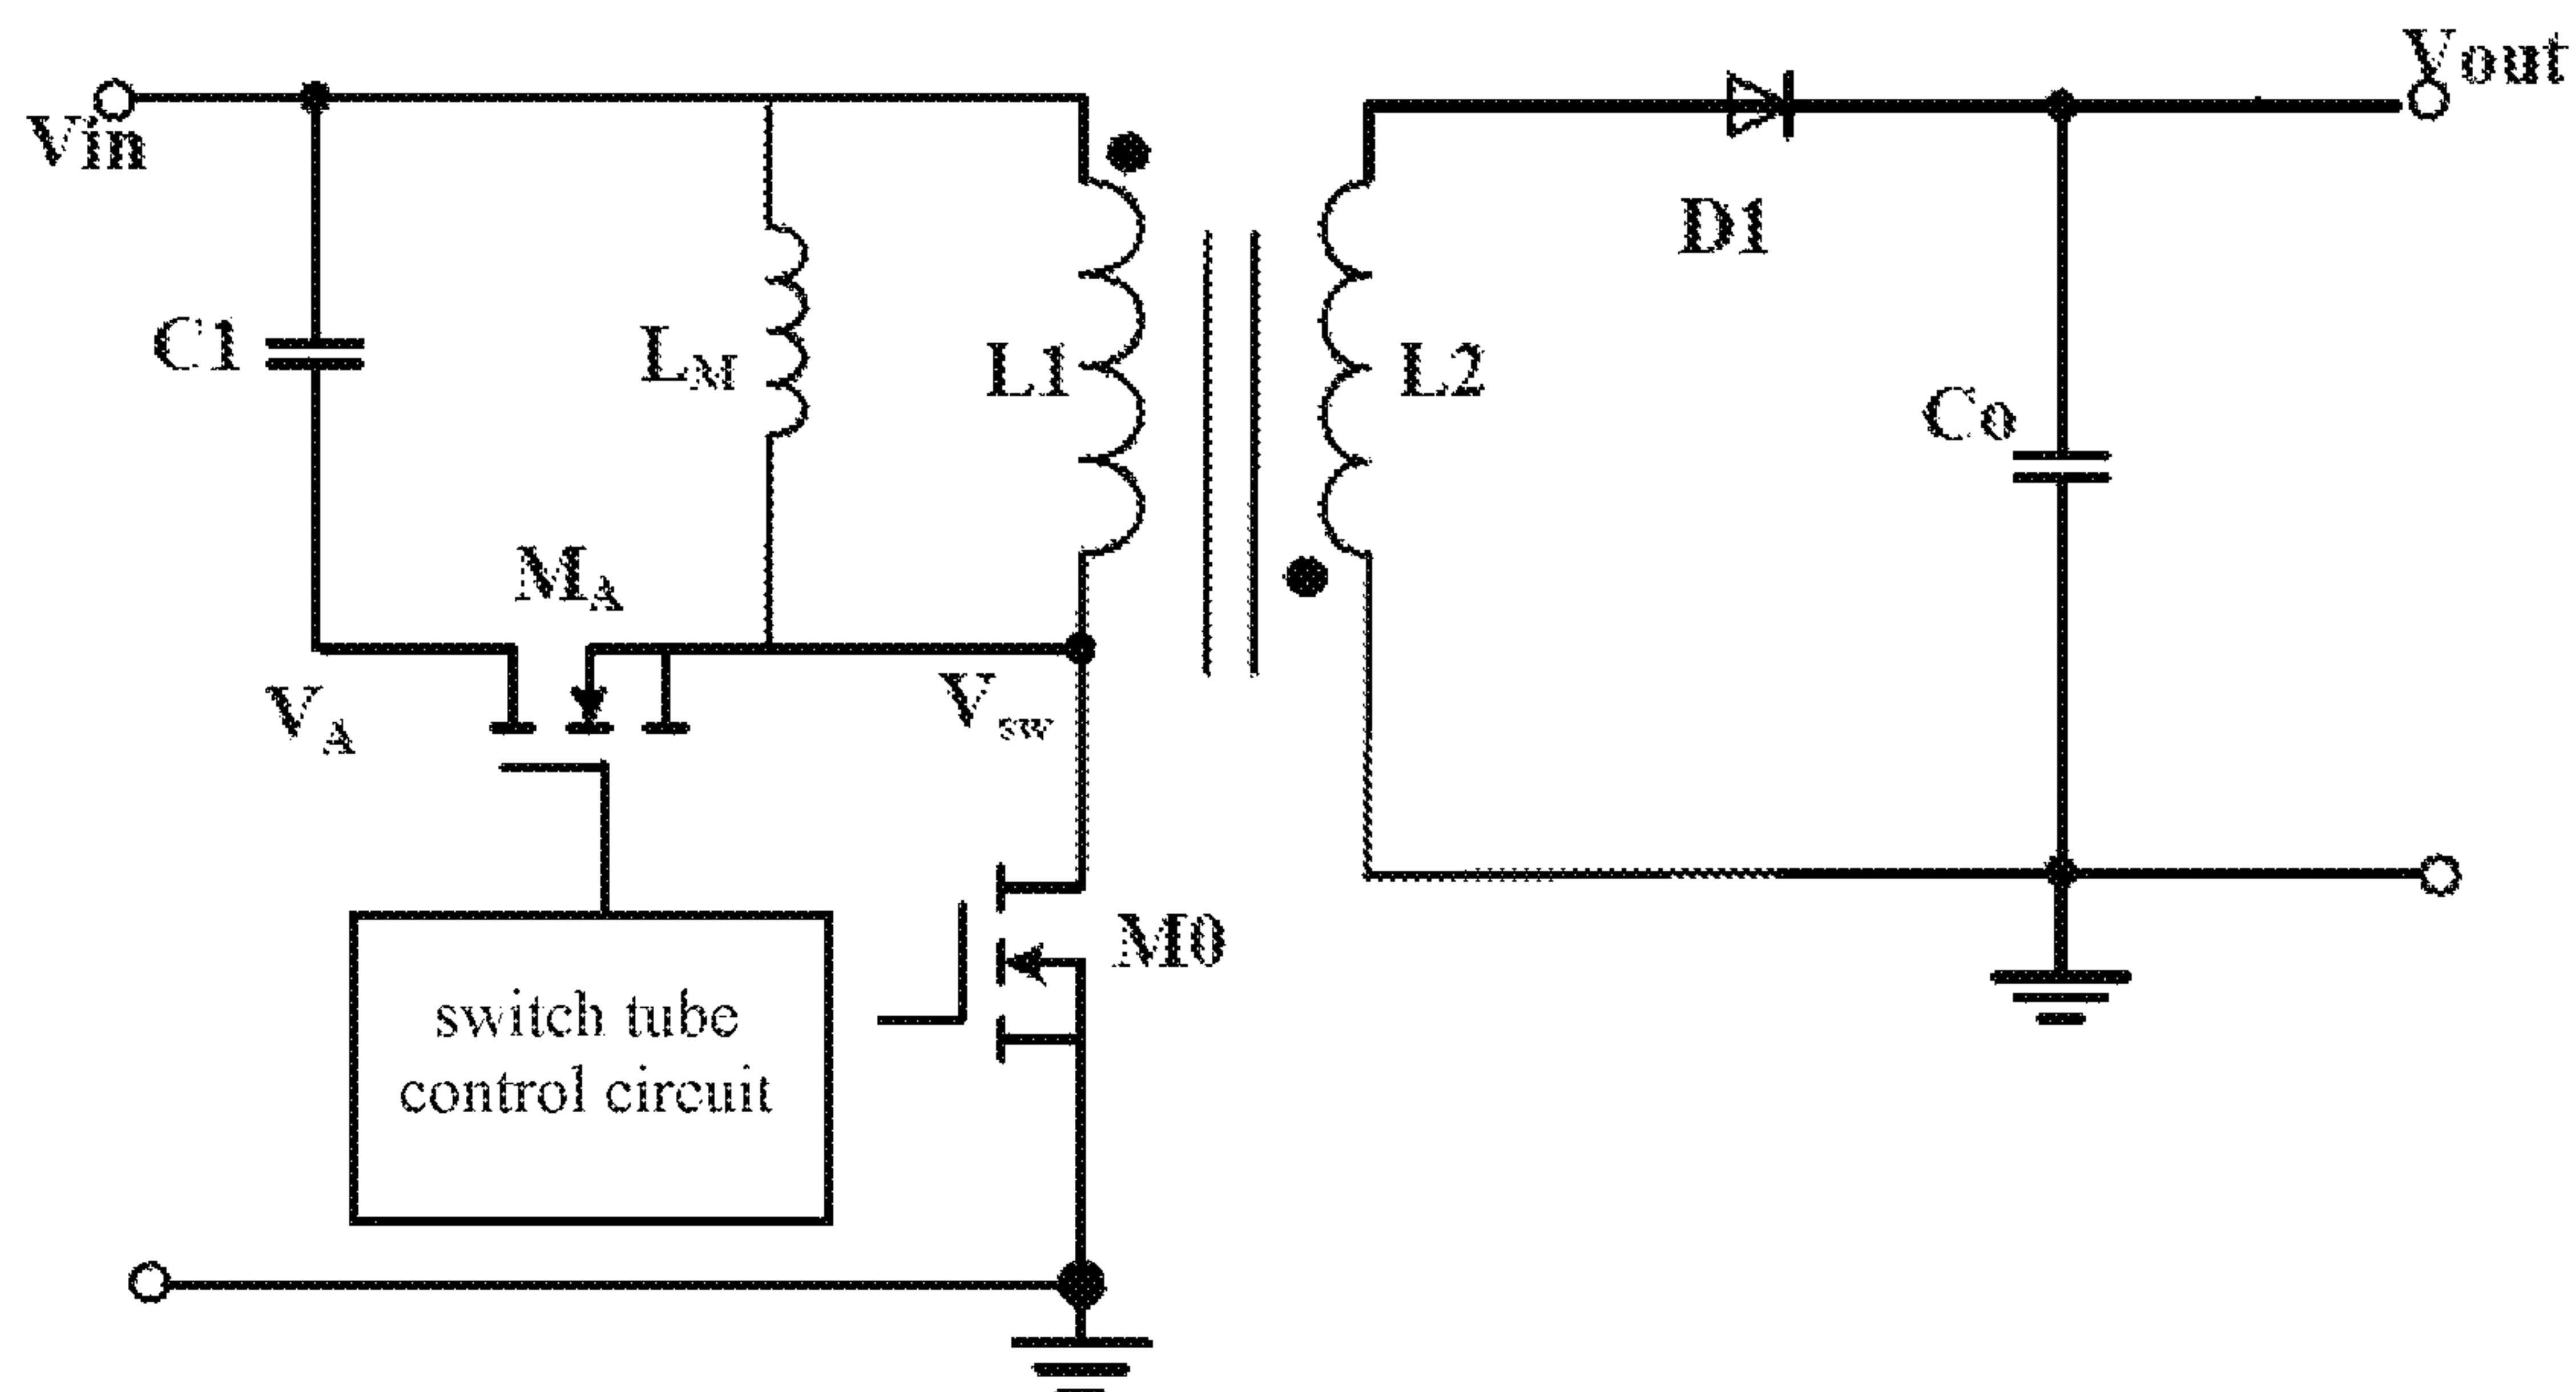 Vin
Vout
D1
C1
LM
L1
L2
Co
MA
VA
Vsw
M0
switch tube
control circuit